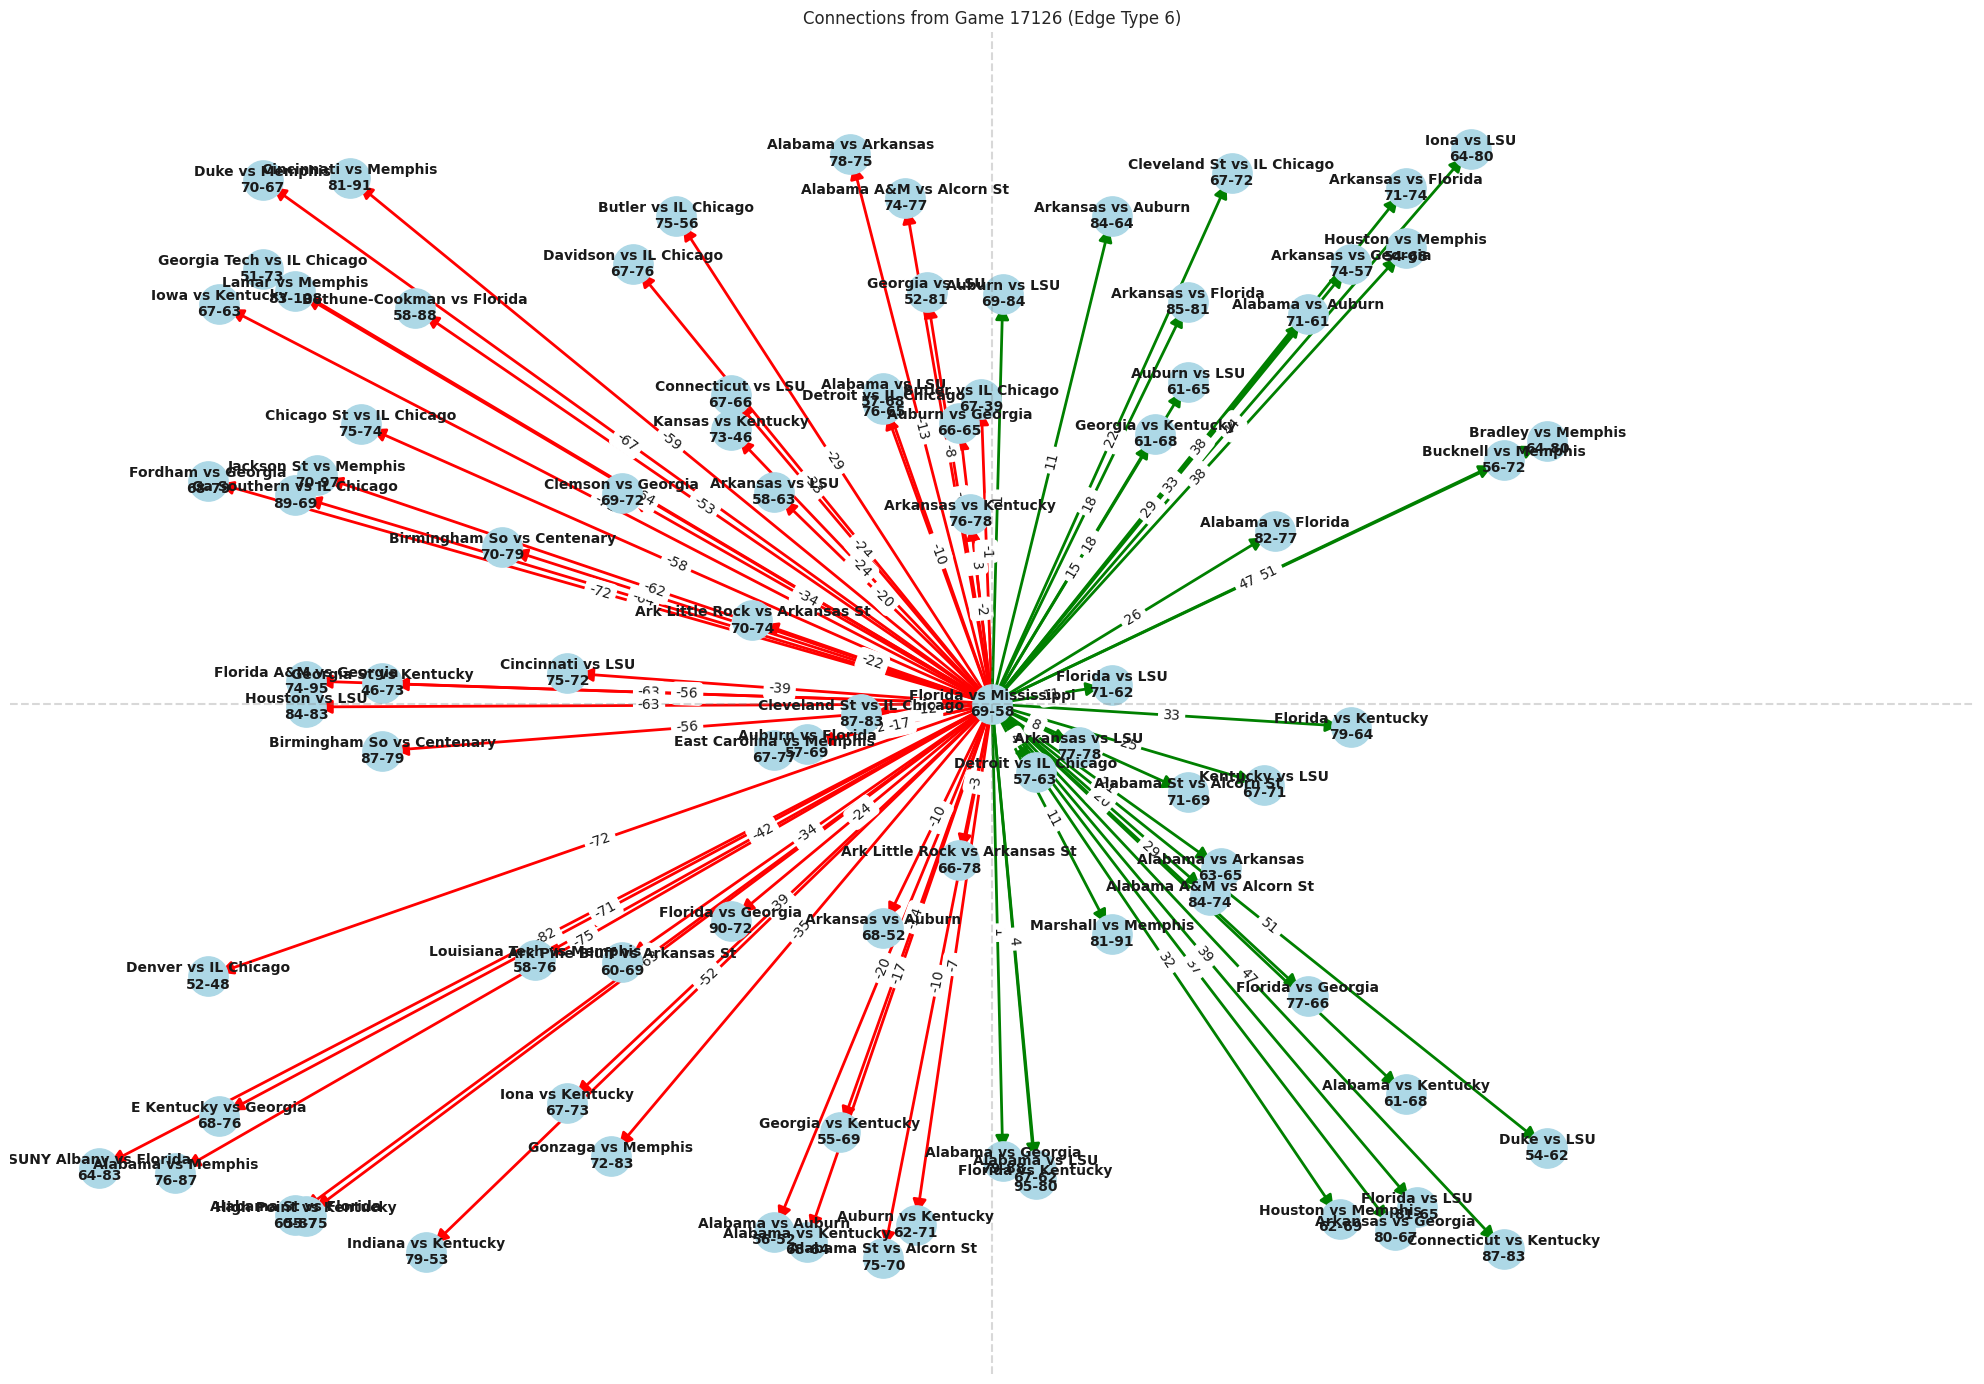 Connections from Game 17126 (Edge Type 6)
Alabama vs Arkansas
78-75
Iona vs LSU
64-80
Duke vs Memphis
70-67
Cincinnati vs Memphis
81-91
Cleveland St vs IL Chicago
67-72
Alabama A&M vs Alcorn St
74-77
Arkansas vs Florida
71-74
Butler vs IL Chicago
75-56
Arkansas vs Auburn
84-64
Davidson vs IL Chicago
67-76
Houston vs Memphis
Arkansas vs Georgia
74-57
Georgia Tech vs IL Chicago
51-73
Lamar vs Memphis
Iowa vs Kentucky
67-63
Bethune-Cookman vs Florida
58-88
Georgia vs LSU
52-81
Auburn vs LSU
69-84
Arkansas vs Florida
85-81
Alabama vs Auburn
71-61
Connecticut vs LSU
67-66
Alabama vs LSU
57-68
Detroit vs IL Chicago
76-65
Butler vs IL Chicago
67-39
Auburn vs LSU
61-65
Chicago St vs IL Chicago
75-74
Kansas vs Kentucky
73-46
Auburn vs Georgia
66-65
Georgia vs Kentucky
61-68
Bradley vs Memphis
64-80
Bucknell vs Memphis
56-72
Fordham vs Georgia
Jackson St vs Memphis
70-97
Ga Southern vs IL Chicago
89-69
Clemson vs Georgia
69-72
Arkansas vs LSU
58-63
Arkansas vs Kentucky
76-78
Alabama vs Florida
82-77
Birmingham So vs Centenary
70-79
Ark Little Rock vs Arkansas St
70-74
Florida A&M vs Georgia
74-95
Georgia St vs Kentucky
46-73
Cincinnati vs LSU
75-72
Florida vs LSU
71-62
Houston vs LSU
84-83
Cleveland St vs IL Chicago
87-83
Florida vs Mississippi
69-58
Florida vs Kentucky
79-64
Birmingham So vs Centenary
87-79
East Carolina vs Memphis
67-77
Auburn vs Florida
57-69
Arkansas vs LSU
77-78
Detroit vs IL Chicago
57-63
Alabama St vs Alcorn St
71-69
Kentucky vs LSU
67-71
Ark Little Rock vs Arkansas St
66-78
Alabama vs Arkansas
63-65
Alabama A&M vs Alcorn St
84-74
Florida vs Georgia
90-72
Arkansas vs Auburn
68-52
Marshall vs Memphis
81-91
Denver vs IL Chicago
52-48
Louisiana Tech vs Memphis
58-76
Ark Pine Bluff vs Arkansas St
60-69
Florida vs Georgia
77-66
E Kentucky vs Georgia
68-76
Iona vs Kentucky
67-73
Georgia vs Kentucky
55-69
Alabama vs Kentucky
61-68
SUNY Albany vs Florida
64-83
Alabama vs Memphis
76-87
Gonzaga vs Memphis
72-83
Alabama vs Georgia
Alabama vs LSU
67-62
Florida vs Kentucky
95-80
Duke vs LSU
54-62
Alabama St vs Florida
High Point vs Kentucky
Indiana vs Kentucky
79-53
Alabama vs Auburn
56-52
Alabama vs Kentucky
Auburn vs Kentucky
62-71
Alabama St vs Alcorn St
75-70
Houston vs Memphis
62-69
Florida vs LSU
81-65
Arkansas vs Georgia
80-67
Connecticut vs Kentucky
87-83
-13
-8
11
22
-67
-59
-29
38
33
29
38
18
-53
-10
-1
18
15
-58
-24
-24
-20
-34
3
-2
-62
-72
47
51
26
-22
-63
-56
-39
-63
-56
33
-17
8
25
-3
-72
-42
-34
-24
-10
11
29
-71
-82
-75
-39
-35
-52
-20
-17
-10
-7
4
51
32
37
39
47